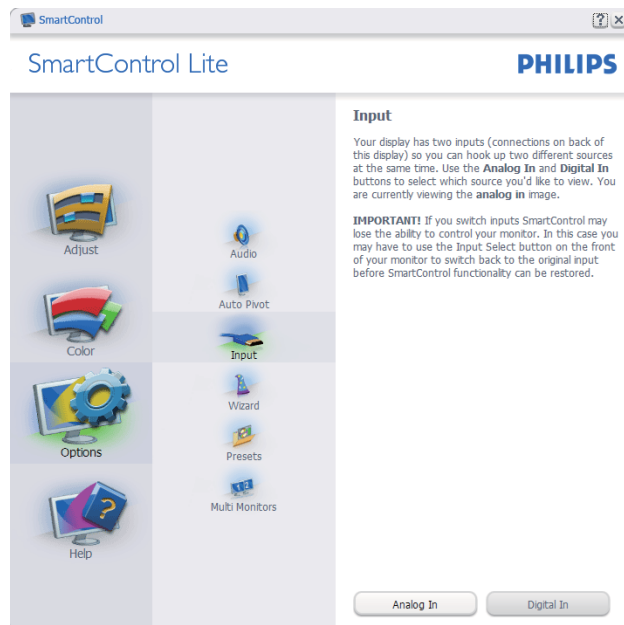 SmartControl
SmartControl Lite
PHILIPS
Adjust
Color
Options
Help
Audio
Auto Pivot
Input
Wizard
Presets
Multi Monitors
Input
Your display has two inputs (connections on back of
this display) so you can hook up two different sources
at the same time. Use the Analog In and Digital In
buttons to select which source you'd like to view. You
are currently viewing the analog in image.
IMPORTANT! If you switch inputs SmartControl may
lose the ability to control your monitor. In this case you
may have to use the Input Select button on the front
of your monitor to switch back to the original input
before SmartControl functionality can be restored.
Analog In
Digital In